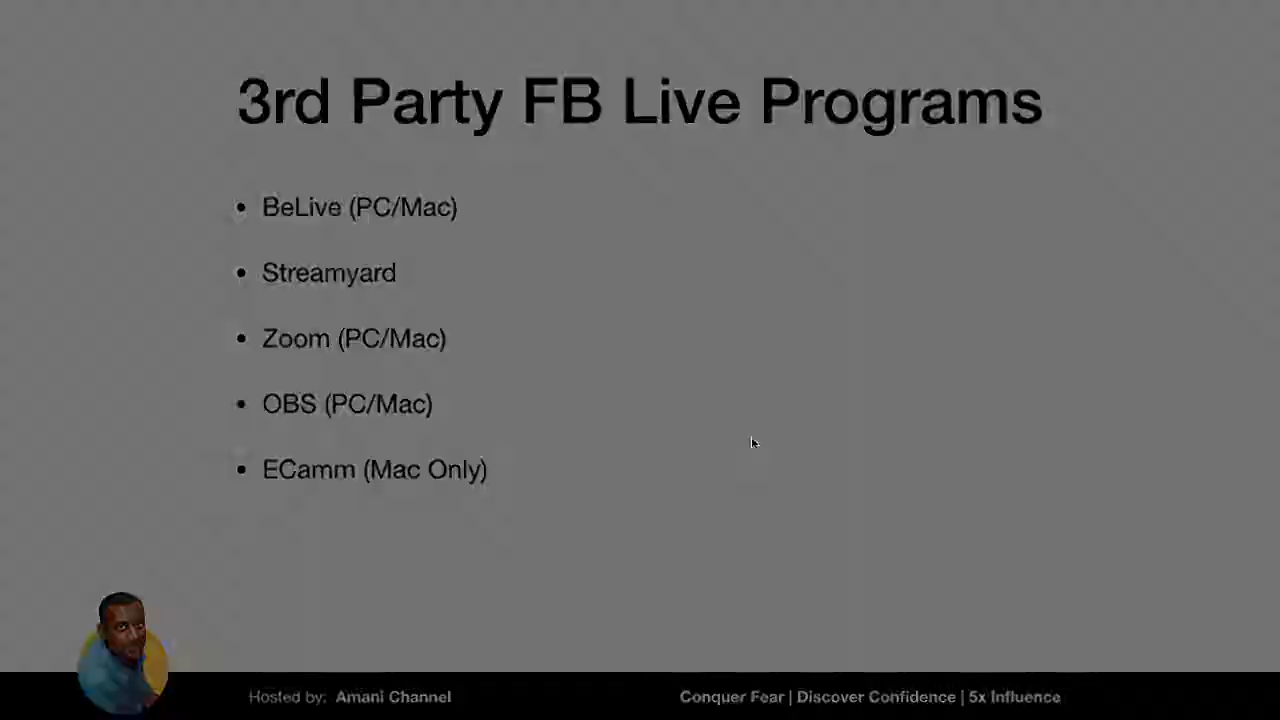 3rd Party FB Live Programs
• BeLive (PC/Mac)
• Streamyard
• Zoom (PC/Mac)
• OBS (PC/Mac)
• ECamm (Mac Only)
Hosted by: Amani Channel
Conquer Fear | Discover Confidence | 5x Influence